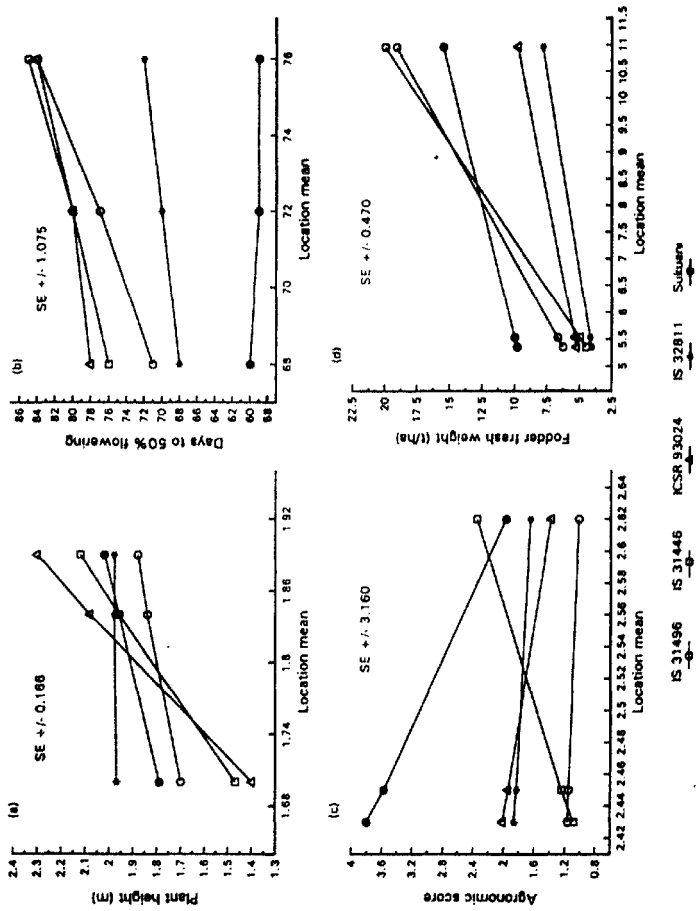 (a)
SE +/- 0.166
Plant height (m)
2.4
2.3
2.2
2.1
2
1.9
1.8
1.7
1.6
1.5
1.4
1.3
1.68 1.74 1.8 1.86 1.92
Location mean
(b)
SE +/- 1.075
Days to 50% flowering
86
84
82
80
78
76
74
72
70
68
66
64
62
60
58
68 70 72 74 76
Location mean
(c)
SE +/- 3.160
Agronomic score
4
3.6
3.2
2.8
2.4
2
1.6
1.2
0.8
2.42 2.44 2.46 2.48 2.5 2.52 2.54 2.56 2.58 2.6 2.62 2.64
Location mean
(d)
SE +/- 0.470
Fodder fresh weight (t/ha)
22.5
20
17.5
15
12.5
10
7.5
5
2.5
5 5.5 6 6.5 7 7.5 8 8.5 9 9.5 10 10.5 11 11.5
Location mean
IS 31496 IS 31446 ICSR 93024 IS 32811